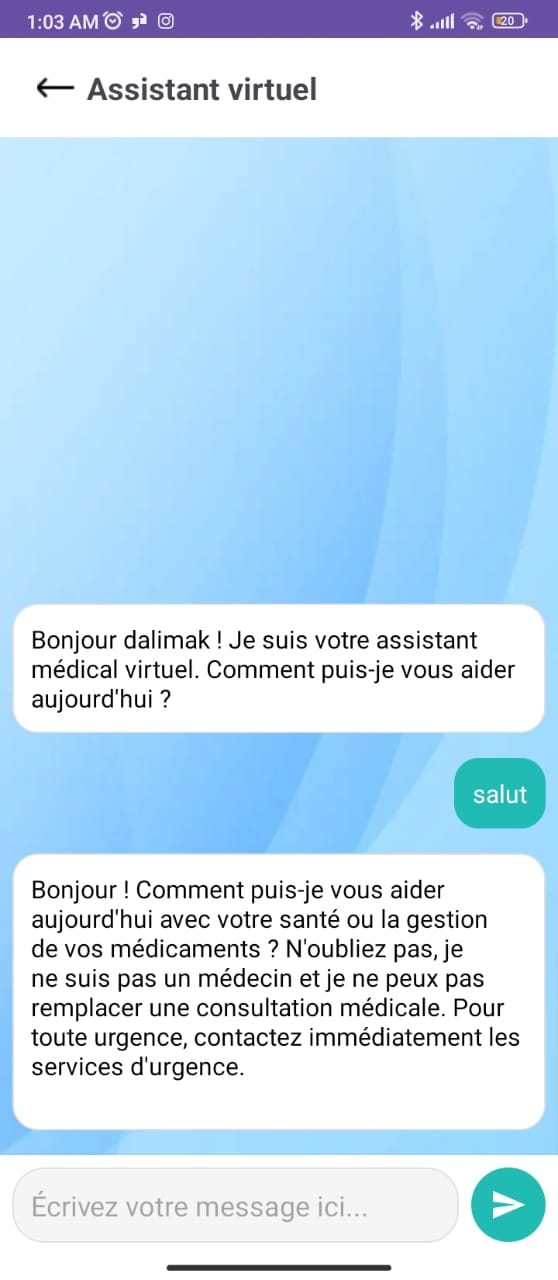 1:03 AM
20
Assistant virtuel
Bonjour dalimak ! Je suis votre assistant
médical virtuel. Comment puis-je vous aider
aujourd'hui ?
salut
Bonjour ! Comment puis-je vous aider
aujourd'hui avec votre santé ou la gestion
de vos médicaments ? N'oubliez pas, je
ne suis pas un médecin et je ne peux pas
remplacer une consultation médicale. Pour
toute urgence, contactez immédiatement les
services d'urgence.
Écrivez votre message ici...